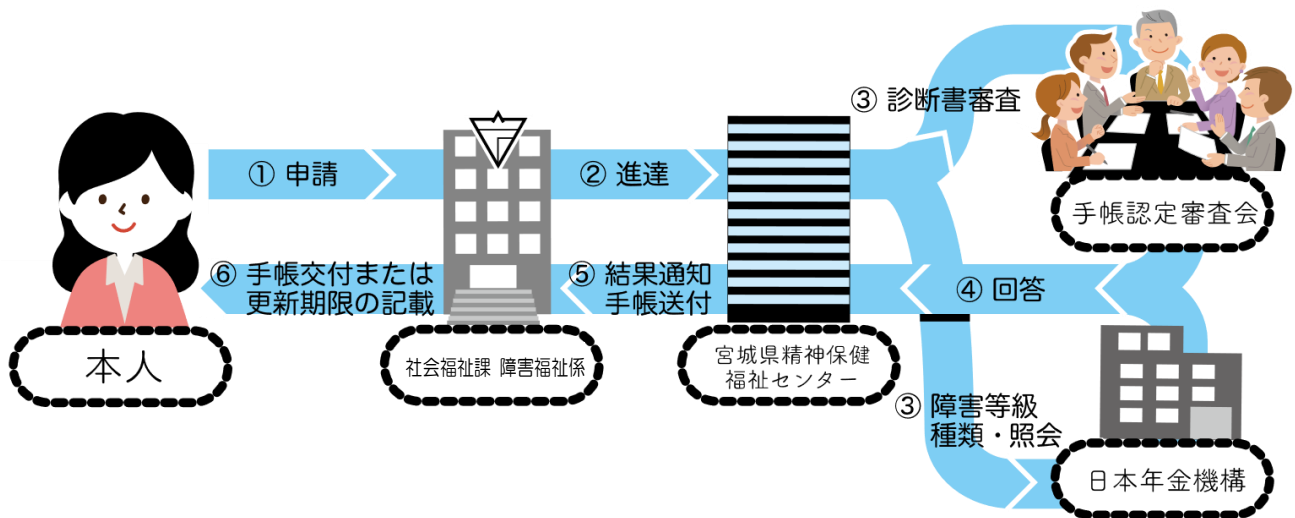 ① 申請
② 進達
③ 診断書審査
手帳認定審査会
⑥ 手帳交付または
更新期限の記載
⑤ 結果通知
手帳送付
④ 回答
本人
社会福祉課 障害福祉係
宮城県精神保健
福祉センター
③ 障害等級
種類・照会
日本年金機構